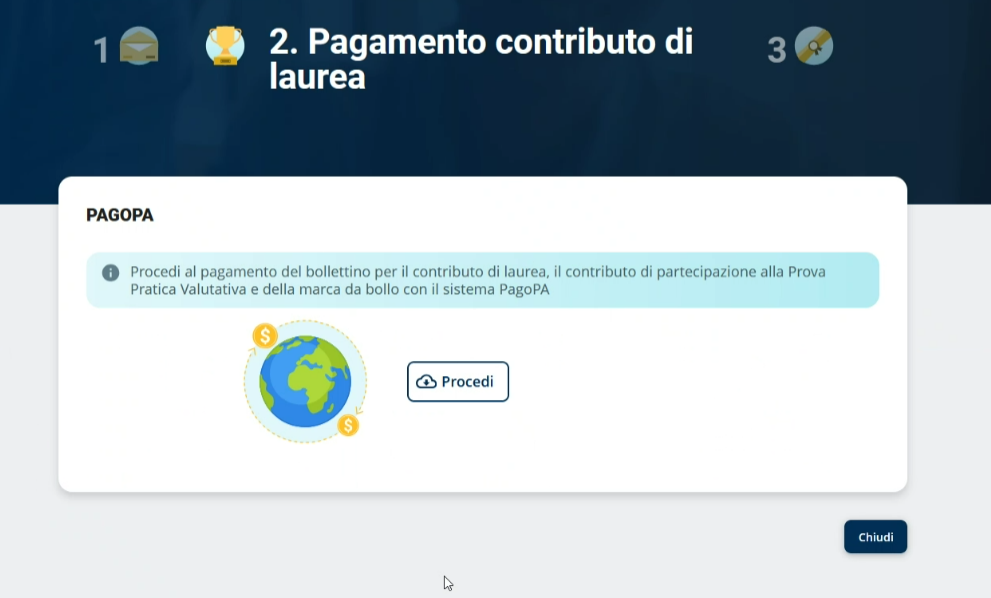 1
2. Pagamento contributo di
laurea
3
PAGOPA
Procedi al pagamento del bollettino per il contributo di laurea, il contributo di partecipazione alla Prova
Pratica Valutativa e della marca da bollo con il sistema PagoPA
$
Procedi
$
Chiudi